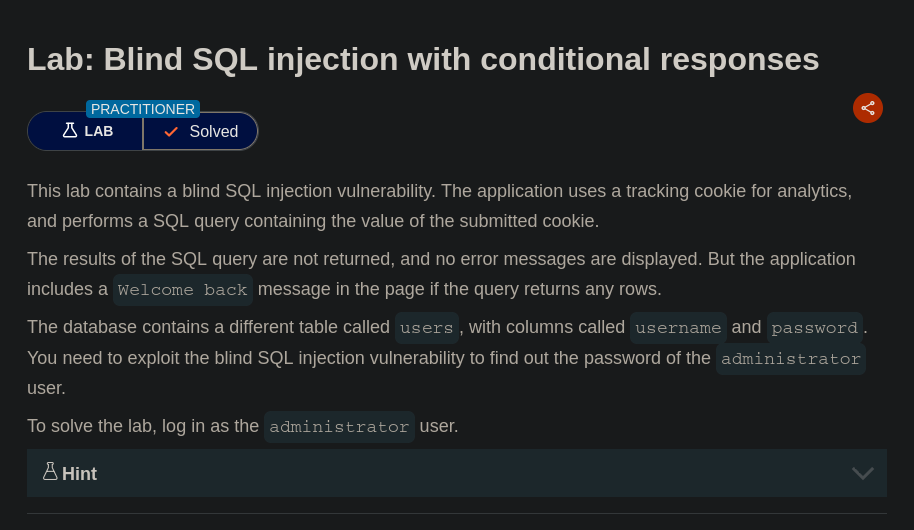 Lab: Blind SQL injection with conditional responses
PRACTITIONER
LAB
Solved
This lab contains a blind SQL injection vulnerability. The application uses a tracking cookie for analytics,
and performs a SQL query containing the value of the submitted cookie.
The results of the SQL query are not returned, and no error messages are displayed. But the application
includes a Welcome back message in the page if the query returns any rows.
The database contains a different table called users, with columns called username and password.
You need to exploit the blind SQL injection vulnerability to find out the password of the administrator
user.
To solve the lab, log in as the administrator user.
Hint